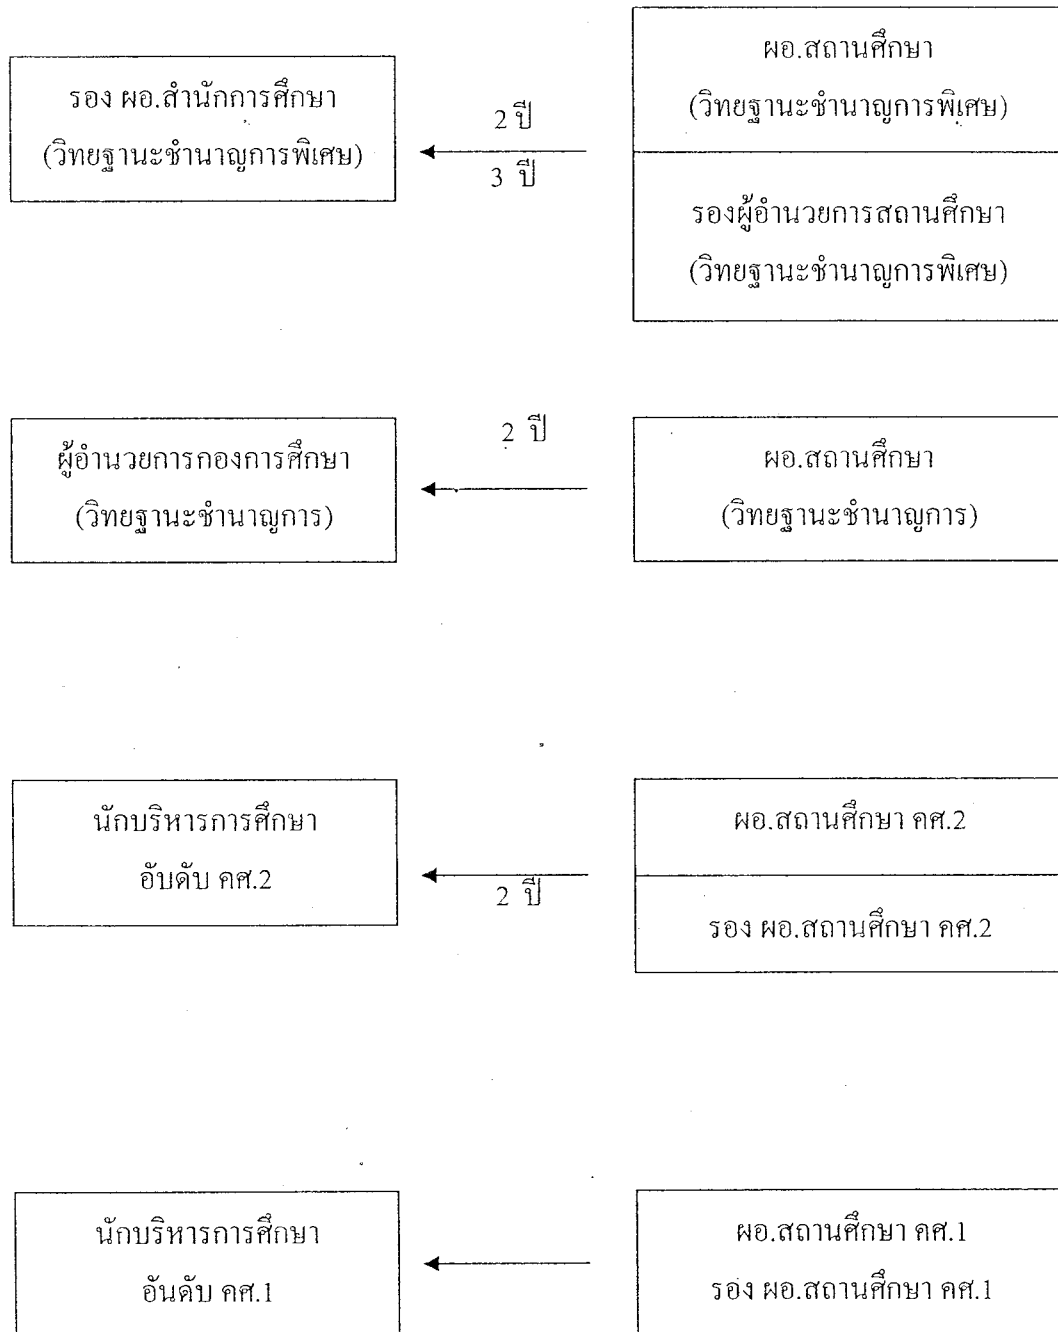 รอง ผอ.สำนักการศึกษา
(วิทยฐานะชำนาญการพิเศษ)
2 ปี
3 ปี
ผอ.สถานศึกษา
(วิทยฐานะชำนาญการพิเศษ)
รองผู้อำนวยการสถานศึกษา
(วิทยฐานะชำนาญการพิเศษ)
ผู้อำนวยการกองการศึกษา
(วิทยฐานะชำนาญการ)
2 ปี
ผอ.สถานศึกษา
(วิทยฐานะชำนาญการ)
นักบริหารการศึกษา
อับดับ คศ.2
2 ปี
ผอ.สถานศึกษา คศ.2
รอง ผอ.สถานศึกษา คศ.2
นักบริหารการศึกษา
อันดับ คศ.1
ผอ.สถานศึกษา คศ.1
รอง ผอ.สถานศึกษา คศ.1